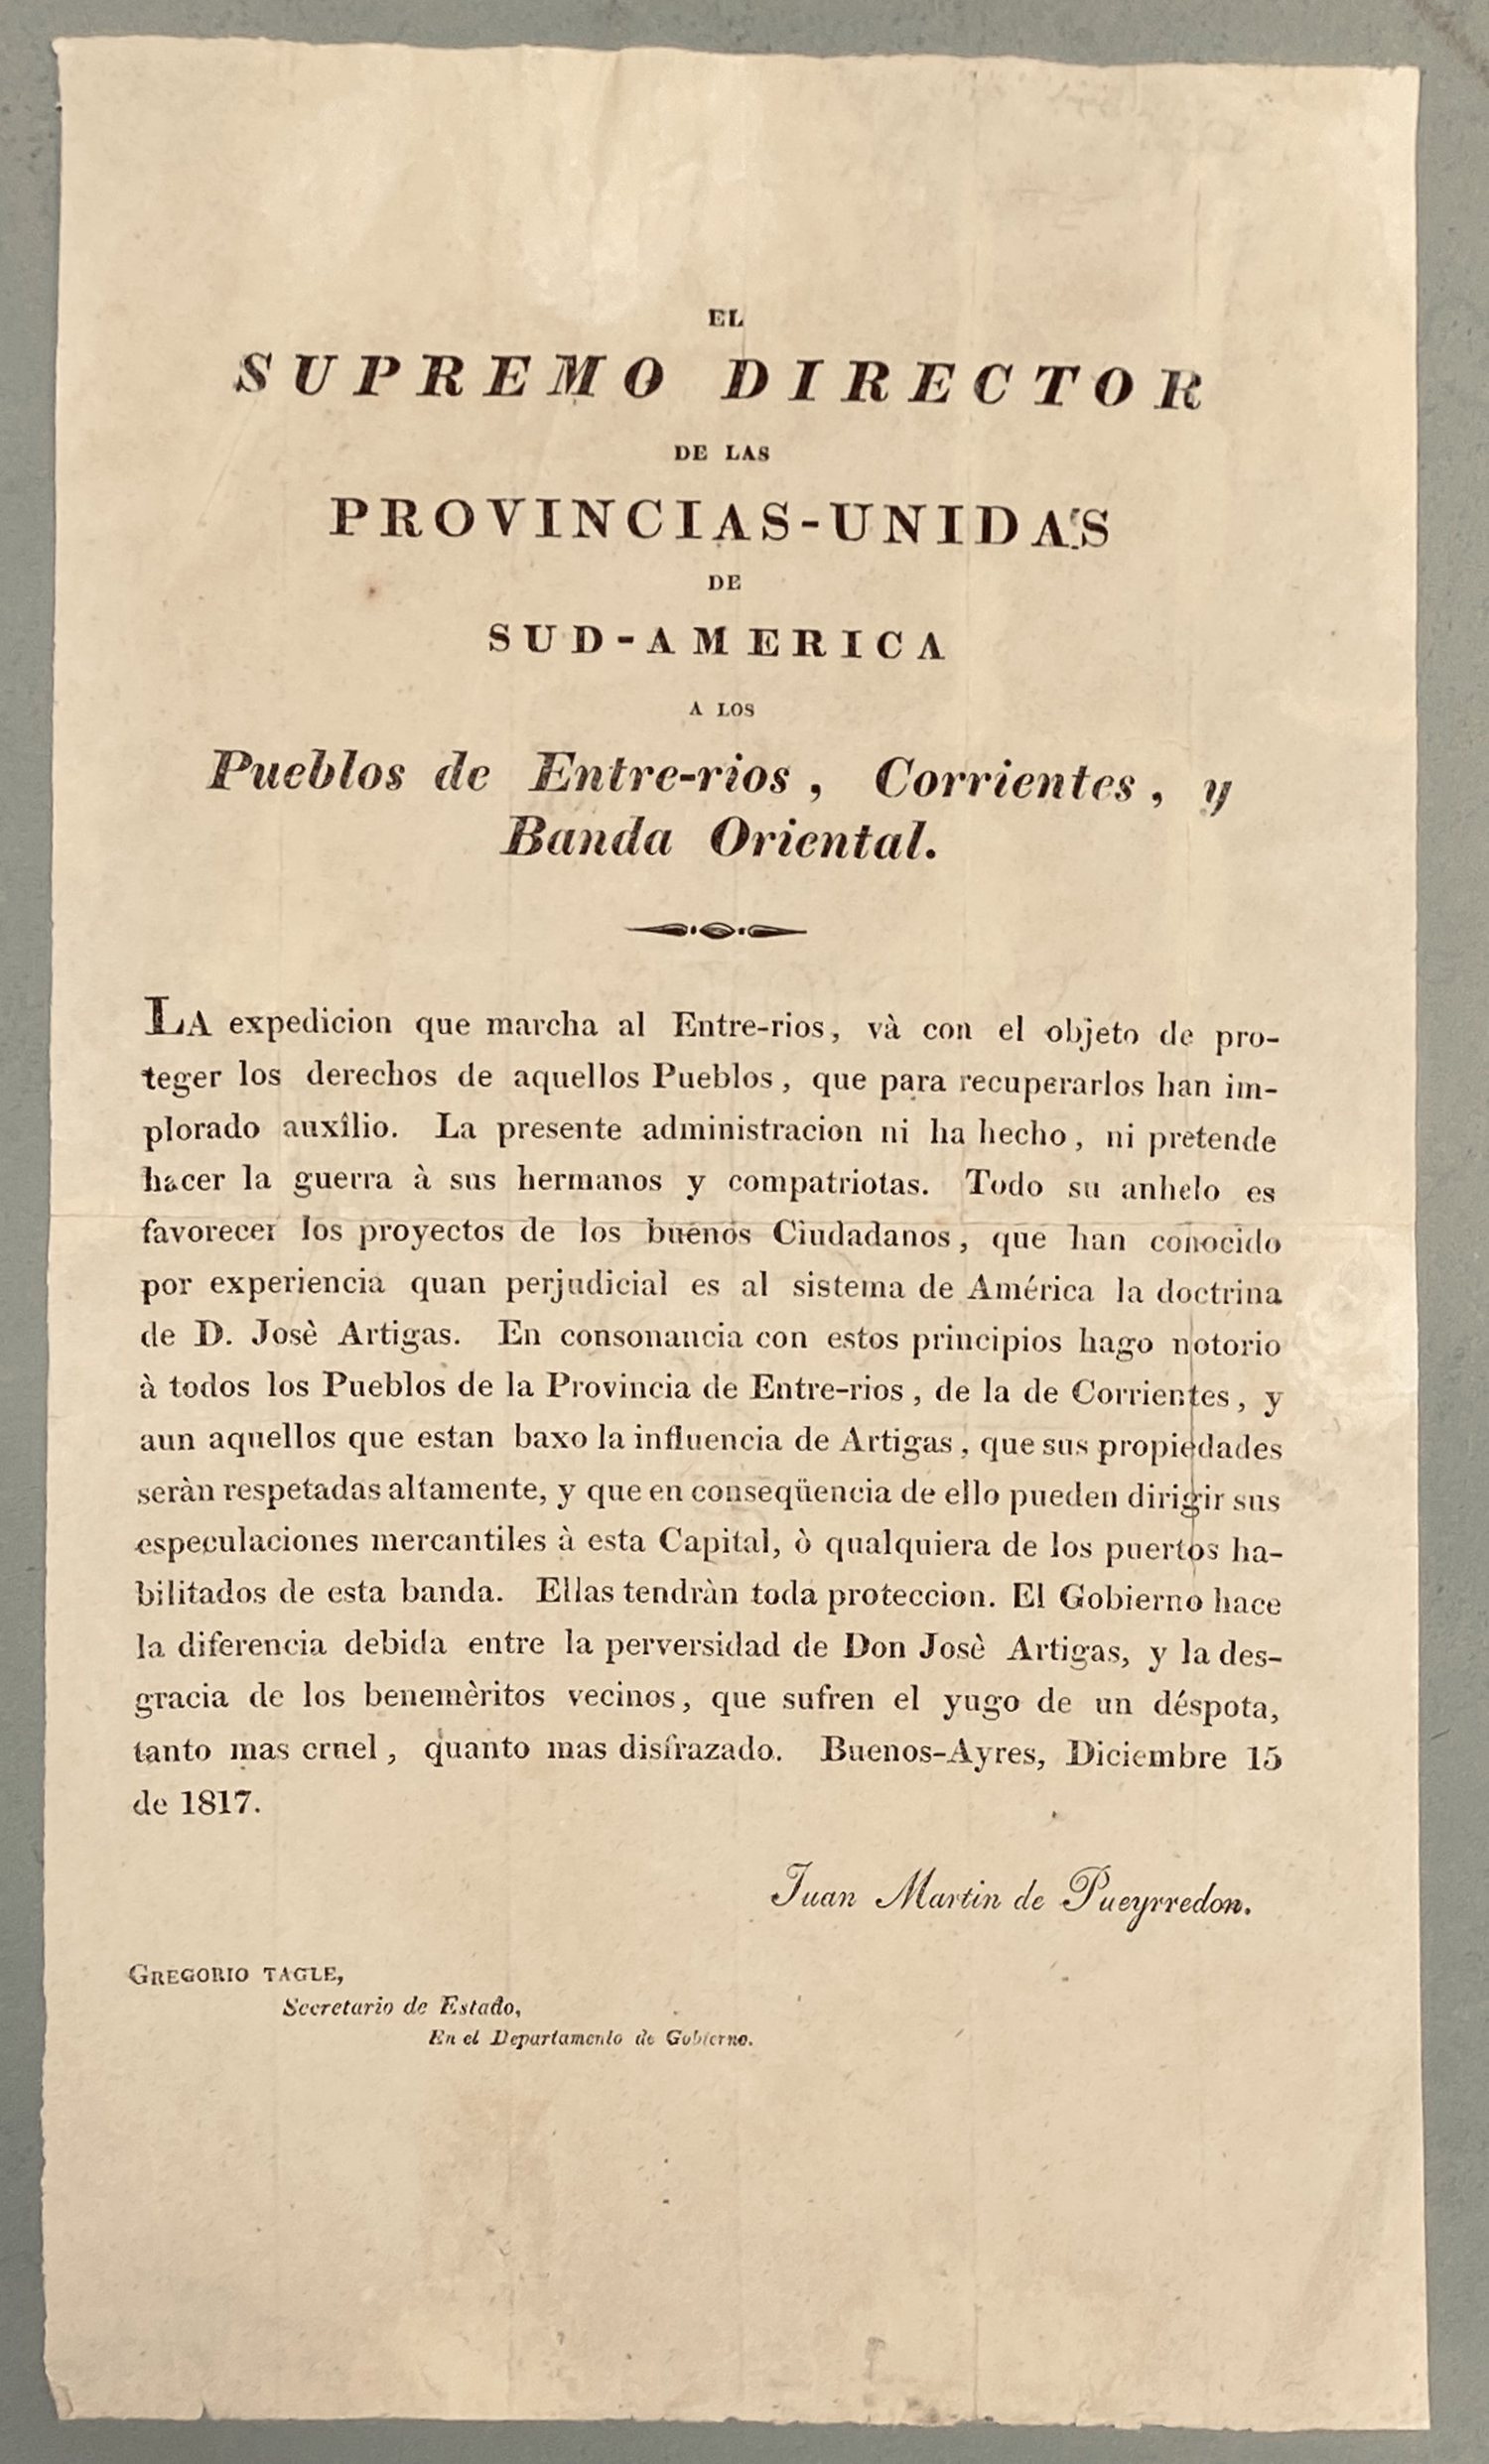 EL
SUPREMO DIRECTOR
DE LAS
PROVINCIAS-UNIDAS
DE
SUD-AMERICA
A LOS
Pueblos de Entre-rios, Corrientes, y
Banda Oriental.
LA expedicion que marcha al Entre-rios, và con el objeto de pro-
teger los derechos de aquellos Pueblos, que para recuperarlos han im-
plorado auxîlio. La presente administracion ni ha hecho, ni pretende
hacer la guerra à sus hermanos y compatriotas. Todo su anhelo es
favorecer los proyectos de los buenos Ciudadanos, que han conocido
por experiencia quan perjudicial es al sistema de América la doctrina
de D. Josè Artigas. En consonancia con estos principios hago notorio
à todos los Pueblos de la Provincia de Entre-rios, de la de Corrientes, y
aun aquellos que estan baxo la influencia de Artigas, que sus propiedades
seràn respetadas altamente, y que en conseqüencia de ello pueden dirigir sus
especulaciones mercantiles à esta Capital, ò qualquiera de los puertos ha-
bilitados de esta banda. Ellas tendràn toda proteccion. El Gobierno hace
la diferencia debida entre la perversidad de Don Josè Artigas, y la des-
gracia de los benemèritos vecinos, que sufren el yugo de un déspota,
tanto mas cruel, quanto mas disfrazado. Buenos-Ayres, Diciembre 15
de 1817.
Juan Martin de Pueyrredon.
GREGORIO TAGLE,
Secretario de Estado,
En el Departamento de Gobierno.